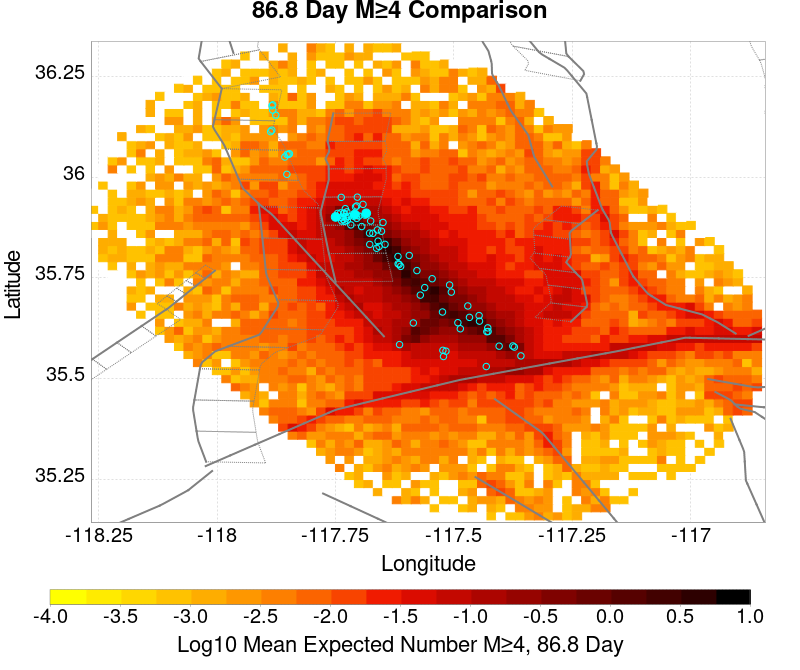 86.8 Day M≥4 Comparison
36.25
36
35.75
35.5
35.25
Latitude
-118.25 -118 -117.75 -117.5 -117.25 -117
Longitude
-4.0 -3.5 -3.0 -2.5 -2.0 -1.5 -1.0 -0.5 0.0 0.5 1.0
Log10 Mean Expected Number M≥4, 86.8 Day